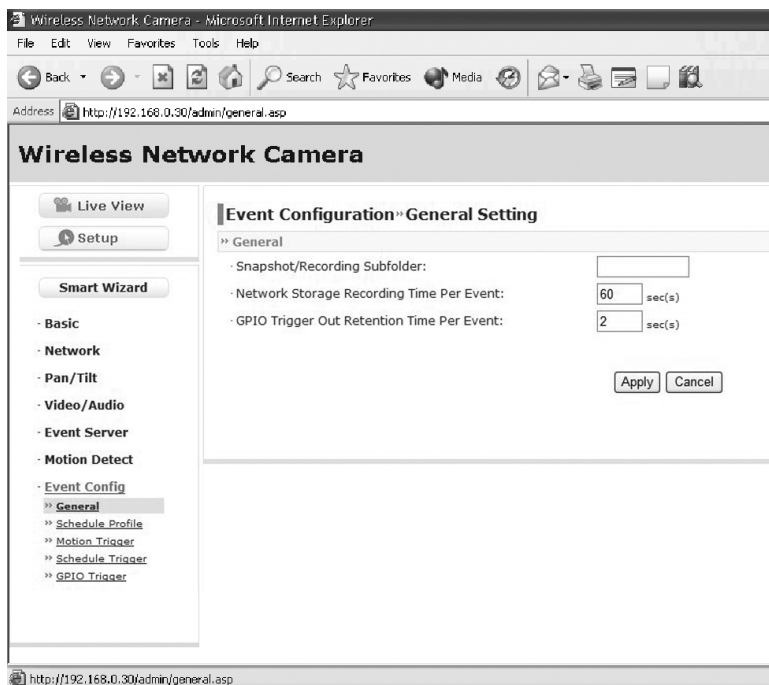 Wireless Network Camera - Microsoft Internet Explorer
File Edit View Favorites Tools Help
Back Search Favorites Media
Address http://192.168.0.30/admin/general.asp
Wireless Network Camera
Live View
Setup
Smart Wizard
· Basic
· Network
· Pan/Tilt
· Video/Audio
· Event Server
· Motion Detect
· Event Config
» General
» Schedule Profile
» Motion Trigger
» Schedule Trigger
» GPIO Trigger
Event Configuration»General Setting
» General
· Snapshot/Recording Subfolder:
· Network Storage Recording Time Per Event: 60 sec(s)
· GPIO Trigger Out Retention Time Per Event: 2 sec(s)
Apply Cancel
http://192.168.0.30/admin/general.asp